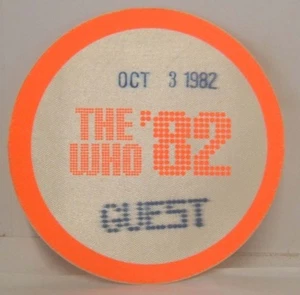 OCT 3 1982
THE WHO '82
GUEST